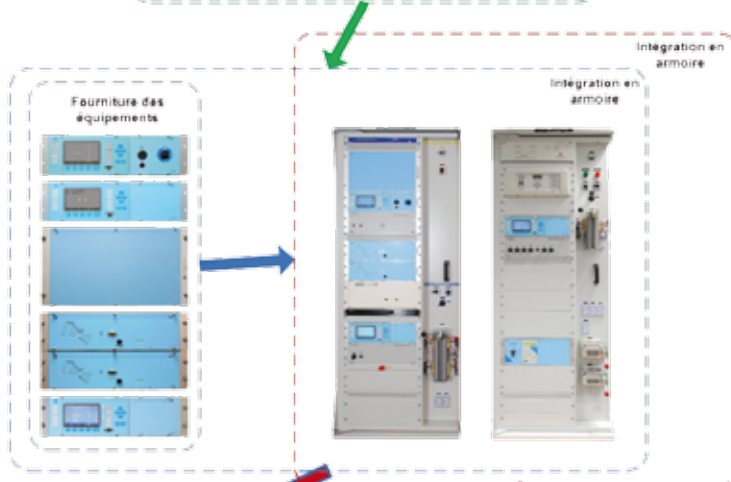 Intégration en
armoire
Intégration en
armoire
Fourniture des
équipements